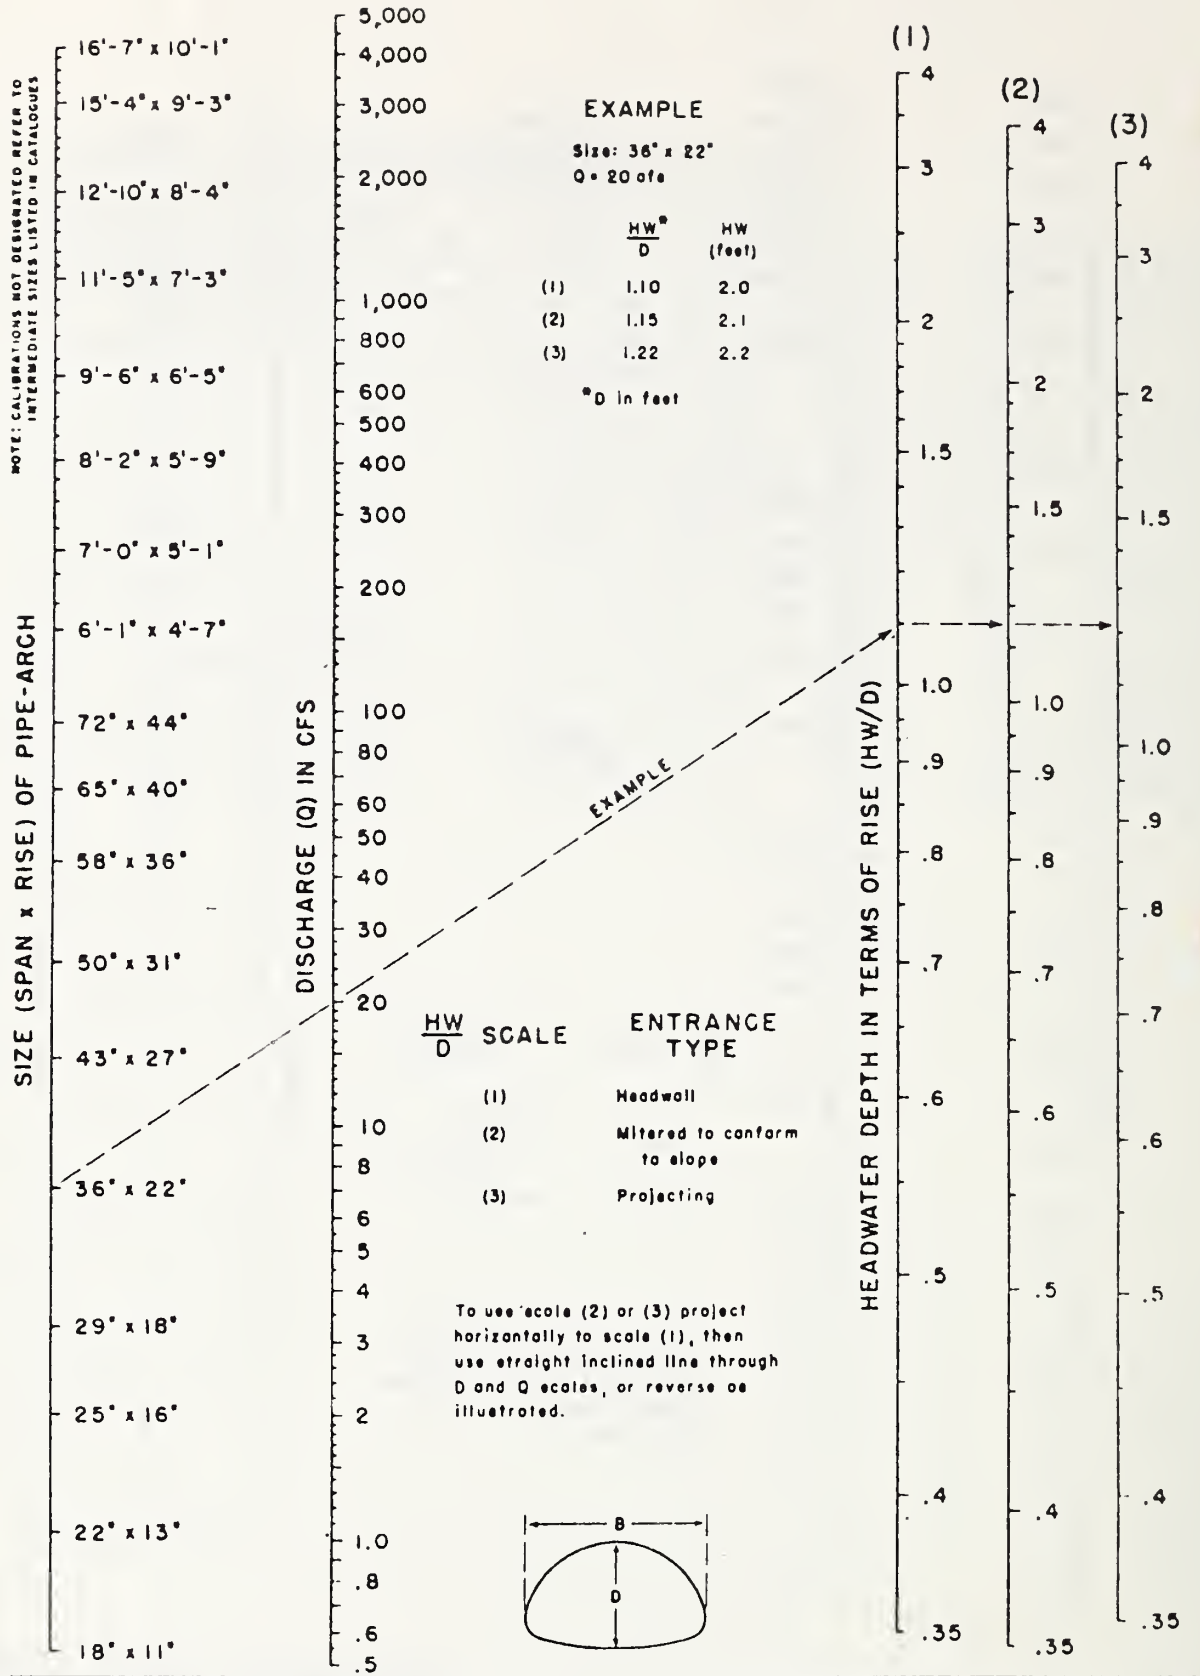 NOTE: CALIBRATIONS NOT DESIGNATED REFER TO
INTERMEDIATE SIZES LISTED IN CATALOGUES
SIZE (SPAN x RISE) OF PIPE-ARCH
16'-7" x 10'-1"
15'-4" x 9'-3"
12'-10" x 8'-4"
11'-5" x 7'-3"
9'-6" x 6'-5"
8'-2" x 5'-9"
7'-0" x 5'-1"
6'-1" x 4'-7"
72" x 44"
65" x 40"
58" x 36"
50" x 31"
43" x 27"
36" x 22"
29" x 18"
25" x 16"
22" x 13"
18" x 11"
DISCHARGE (Q) IN CFS
5,000
4,000
3,000
2,000
1,000
800
600
500
400
300
200
100
80
60
50
40
30
20
10
8
6
5
4
3
2
1.0
.8
.6
.5
EXAMPLE
Size: 36" x 22"
Q = 20 cfs
HW* HW
D (feet)
(1) 1.10 2.0
(2) 1.15 2.1
(3) 1.22 2.2
*D in feet
EXAMPLE
HW/D SCALE ENTRANCE
TYPE
(1) Headwall
(2) Mitered to conform
to slope
(3) Projecting
To use scale (2) or (3) project
horizontally to scale (1), then
use straight inclined line through
D and Q scales, or reverse as
illustrated.
B
D
HEADWATER DEPTH IN TERMS OF RISE (HW/D)
(1)
4
3
2
1.5
1.0
.9
.8
.7
.6
.5
.4
.35
(2)
4
3
2
1.5
1.0
.9
.8
.7
.6
.5
.4
.35
(3)
4
3
2
1.5
1.0
.9
.8
.7
.6
.5
.4
.35